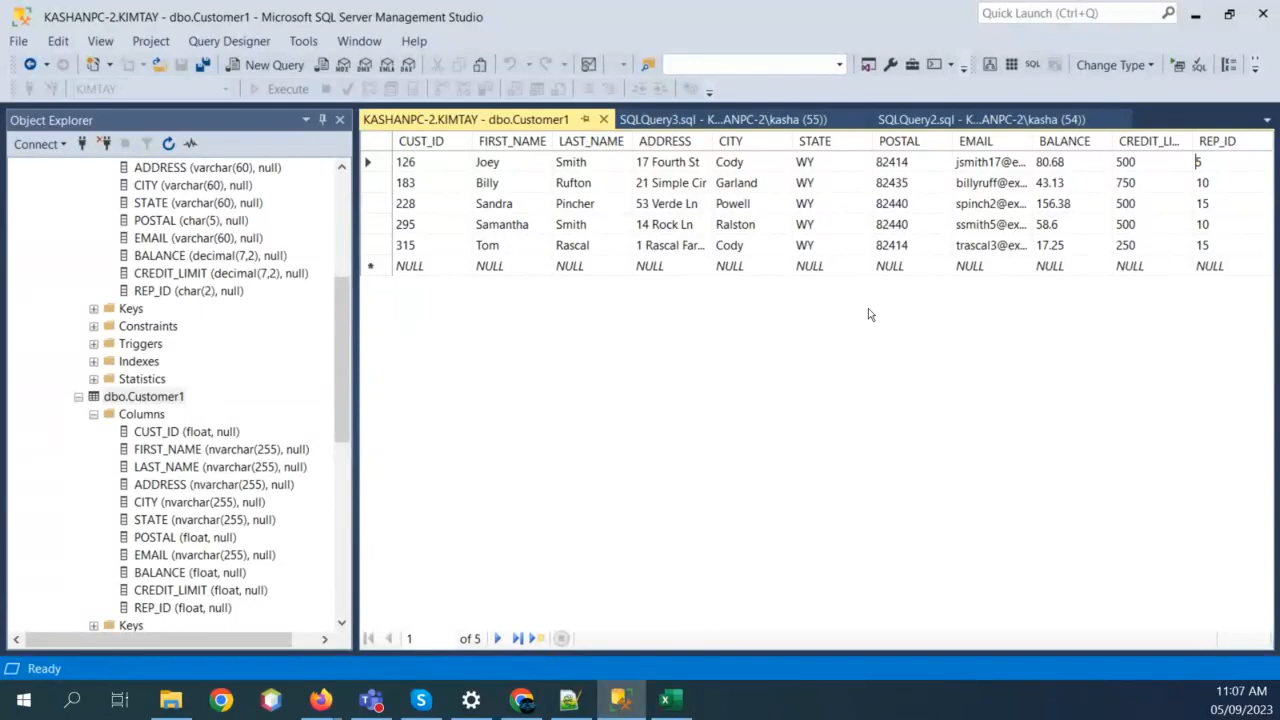 KASHANPC-2.KIMTAY - dbo.Customer1 - Microsoft SQL Server Management Studio
Quick Launch (Ctrl+Q)
File Edit View Project Query Designer Tools Window Help
New Query MDX DMX XMLA DAX SQL Change Type
KIMTAY Execute
Object Explorer
Connect
ADDRESS (varchar(60), null)
CITY (varchar(60), null)
STATE (varchar(60), null)
POSTAL (char(5), null)
EMAIL (varchar(60), null)
BALANCE (decimal(7,2), null)
CREDIT_LIMIT (decimal(7,2), null)
REP_ID (char(2), null)
Keys
Constraints
Triggers
Indexes
Statistics
dbo.Customer1
Columns
CUST_ID (float, null)
FIRST_NAME (nvarchar(255), null)
LAST_NAME (nvarchar(255), null)
ADDRESS (nvarchar(255), null)
CITY (nvarchar(255), null)
STATE (nvarchar(255), null)
POSTAL (float, null)
EMAIL (nvarchar(255), null)
BALANCE (float, null)
CREDIT_LIMIT (float, null)
REP_ID (float, null)
Keys
KASHANPC-2.KIMTAY - dbo.Customer1 SQLQuery3.sql - K...ANPC-2\kasha (55)) SQLQuery2.sql - K...ANPC-2\kasha (54))
CUST_ID FIRST_NAME LAST_NAME ADDRESS CITY STATE POSTAL EMAIL BALANCE CREDIT_LI... REP_ID
126 Joey Smith 17 Fourth St Cody WY 82414 jsmith17@e... 80.68 500 5
183 Billy Rufton 21 Simple Cir Garland WY 82435 billyruff@ex... 43.13 750 10
228 Sandra Pincher 53 Verde Ln Powell WY 82440 spinch2@ex... 156.38 500 15
295 Samantha Smith 14 Rock Ln Ralston WY 82440 ssmith5@ex... 58.6 500 10
315 Tom Rascal 1 Rascal Far... Cody WY 82414 trascal3@ex... 17.25 250 15
NULL NULL NULL NULL NULL NULL NULL NULL NULL NULL NULL
1 of 5
Ready
11:07 AM
05/09/2023